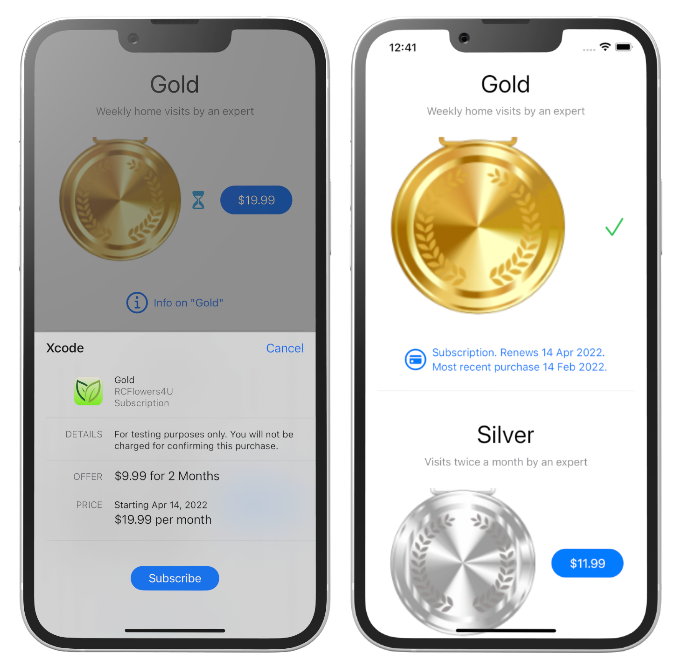 Gold
Weekly home visits by an expert
$19.99
Info on "Gold"
Xcode
Cancel
Gold
RCFlowers4U
Subscription
DETAILS
For testing purposes only. You will not be
charged for confirming this purchase.
OFFER
$9.99 for 2 Months
PRICE
Starting Apr 14, 2022
$19.99 per month
Subscribe
12:41
Gold
Weekly home visits by an expert
Subscription. Renews 14 Apr 2022.
Most recent purchase 14 Feb 2022.
Silver
Visits twice a month by an expert
$11.99